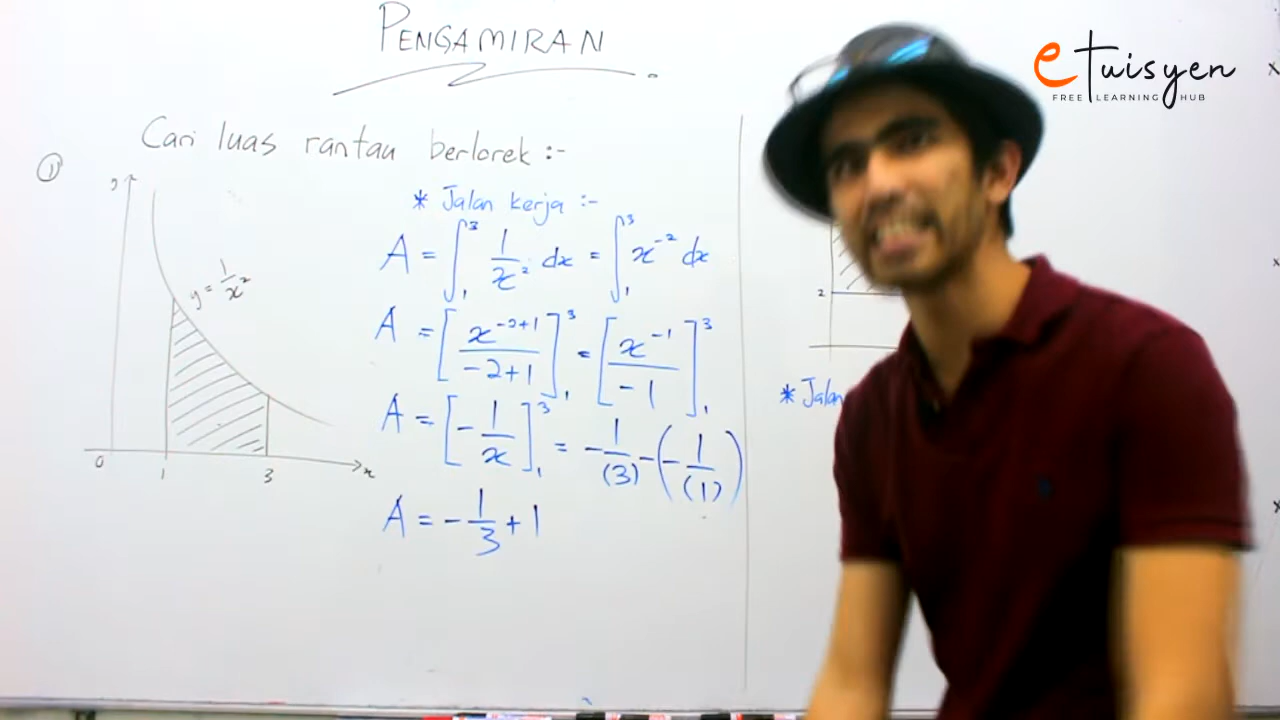 PENGAMIRAN
eTuisyen
FREE LEARNING HUB
Cari luas rantau berlorek :-
①
y
y = 1/x²
0
1
3
x
* Jalan kerja :-
A = ∫₁³ 1/x² dx = ∫₁³ x⁻² dx
A = [x⁻²⁺¹/-2+1]₁³ = [x⁻¹/-1]₁³
A = [-1/x]₁³ = -1/(3) - (-1/(1))
A = -1/3 + 1
2
* Jalan